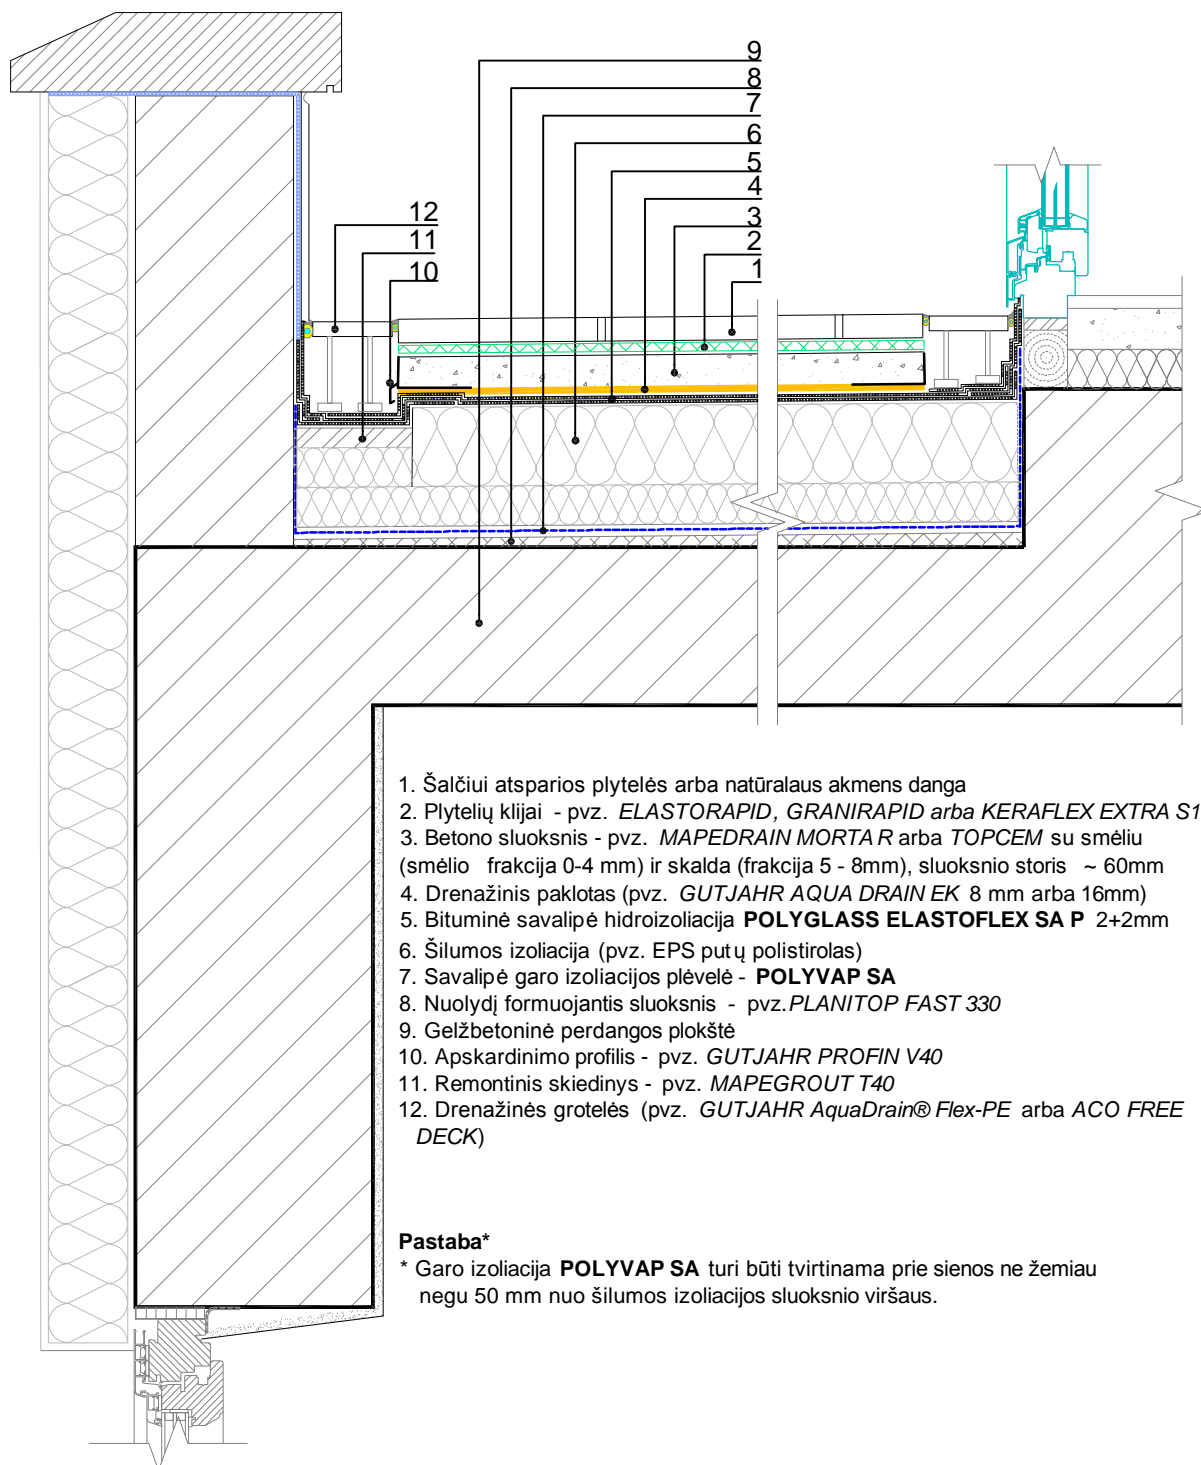 9
8
7
6
5
4
3
2
1
12
11
10
1. Šalčiui atsparios plytelės arba natūralaus akmens danga
2. Plytelių klijai - pvz. ELASTORAPID, GRANIRAPID arba KERAFLEX EXTRA S1
3. Betono sluoksnis - pvz. MAPEDRAIN MORTAR arba TOPCEM su smėliu
(smėlio frakcija 0-4 mm) ir skalda (frakcija 5 - 8mm), sluoksnio storis ~ 60mm
4. Drenažinis paklotas (pvz. GUTJAHR AQUA DRAIN EK 8 mm arba 16mm)
5. Bituminė savalipė hidroizoliacija POLYGLASS ELASTOFLEX SA P 2+2mm
6. Šilumos izoliacija (pvz. EPS putų polistirolas)
7. Savalipė garo izoliacijos plėvelė - POLYVAP SA
8. Nuolydį formuojantis sluoksnis - pvz.PLANITOP FAST 330
9. Gelžbetoninė perdangos plokštė
10. Apskardinimo profilis - pvz. GUTJAHR PROFIN V40
11. Remontinis skiedinys - pvz. MAPEGROUT T40
12. Drenažinės grotelės (pvz. GUTJAHR AquaDrain® Flex-PE arba ACO FREE
DECK)
Pastaba*
* Garo izoliacija POLYVAP SA turi būti tvirtinama prie sienos ne žemiau
negu 50 mm nuo šilumos izoliacijos sluoksnio viršaus.